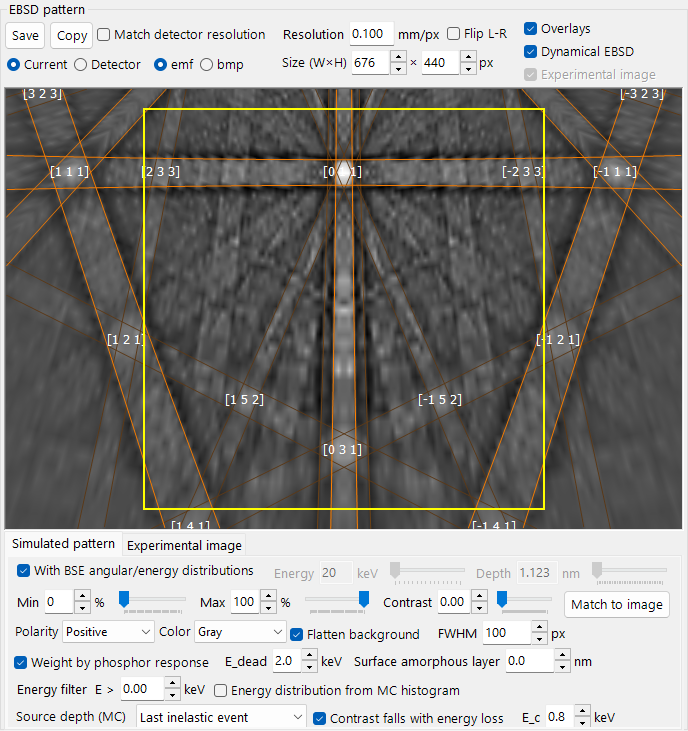 EBSD pattern
Save Copy Match detector resolution Resolution 0.100 mm/px Flip L-R Overlays
Current Detector emf bmp Size (W×H) 676 × 440 px Dynamical EBSD
Experimental image
[3 2 3] [-3 2 3]
[1 1 1] [2 3 3] [0 1] [-2 3 3] [-1 1 1]
[1 2 1] [-1 2 1]
[1 5 2] [-1 5 2]
[0 3 1]
[1 4 1] [-1 4 1]
Simulated pattern Experimental image
With BSE angular/energy distributions Energy 20 keV Depth 1.123 nm
Min 0 % Max 100 % Contrast 0.00 Match to image
Polarity Positive Color Gray Flatten background FWHM 100 px
Weight by phosphor response E_dead 2.0 keV Surface amorphous layer 0.0 nm
Energy filter E > 0.00 keV Energy distribution from MC histogram
Source depth (MC) Last inelastic event Contrast falls with energy loss E_c 0.8 keV